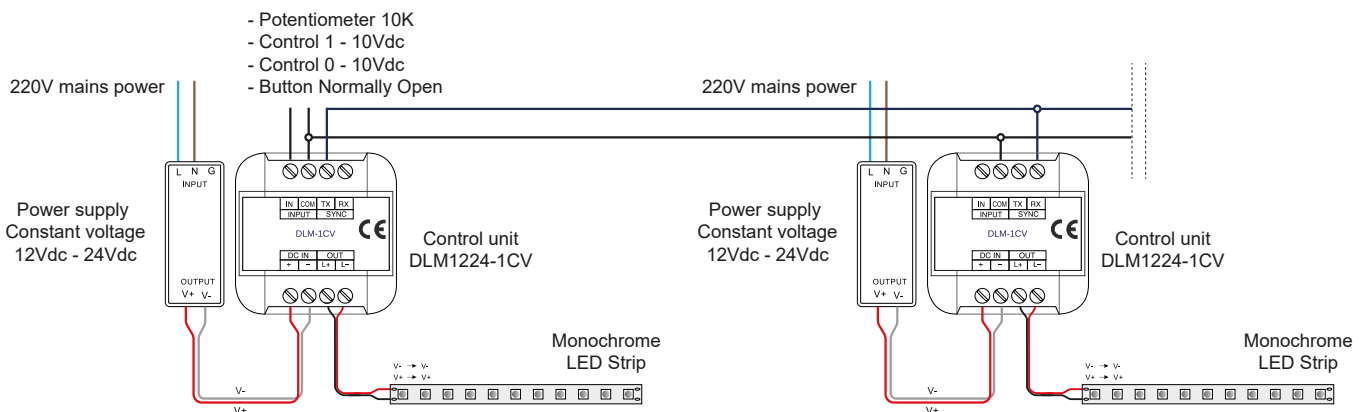 - Potentiometer 10K
- Control 1 - 10Vdc
- Control 0 - 10Vdc
- Button Normally Open
220V mains power
220V mains power
L N G
INPUT
L N G
INPUT
Power supply
Constant voltage
12Vdc - 24Vdc
IN COM TX RX
INPUT SYNC
DLM-1CV
CE
DC IN OUT
+ - L+ L-
Control unit
DLM1224-1CV
Power supply
Constant voltage
12Vdc - 24Vdc
IN COM TX RX
INPUT SYNC
DLM-1CV
CE
DC IN OUT
+ - L+ L-
Control unit
DLM1224-1CV
OUTPUT
V+ V-
OUTPUT
V+ V-
Monochrome
LED Strip
Monochrome
LED Strip
V- → V-
V+ → V+
V- → V-
V+ → V+
V-
V+
V-
V+